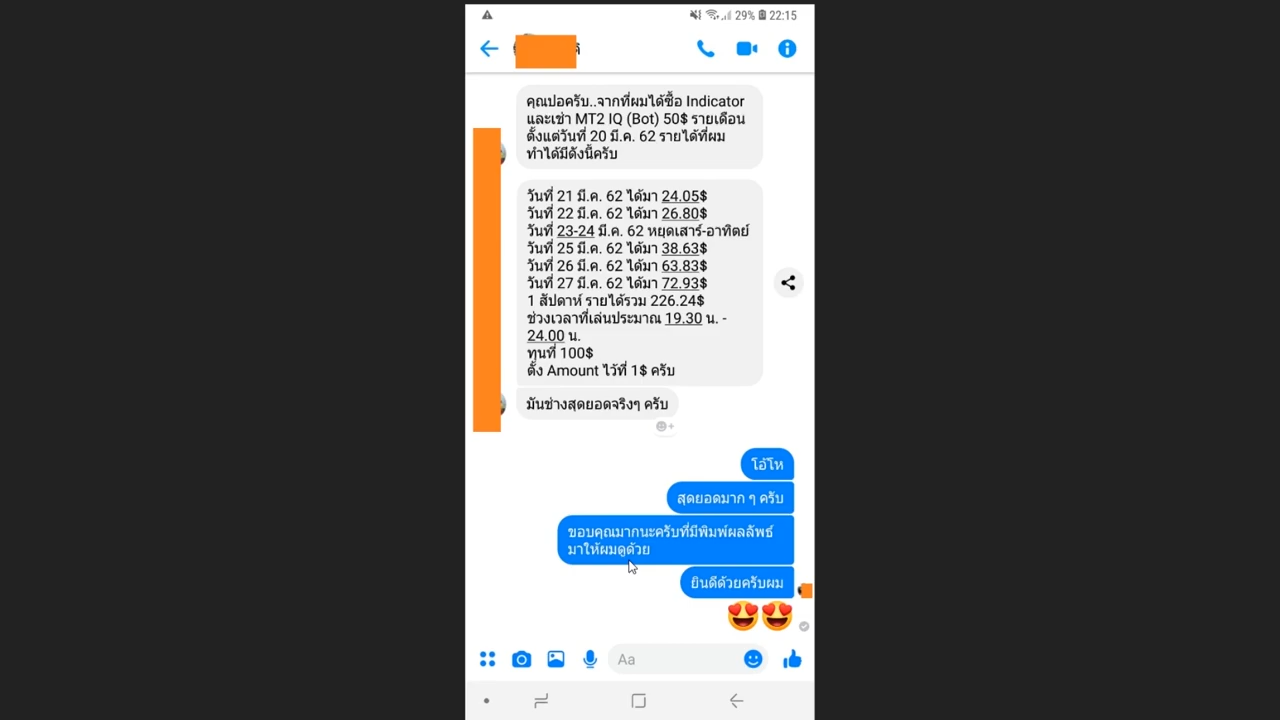 29% 22:15
คุณปอครับ..จากที่ผมได้ซื้อ Indicator
และเช่า MT2 IQ (Bot) 50$ รายเดือน
ตั้งแต่วันที่ 20 มี.ค. 62 รายได้ที่ผม
ทำได้มีดังนี้ครับ
วันที่ 21 มี.ค. 62 ได้มา 24.05$
วันที่ 22 มี.ค. 62 ได้มา 26.80$
วันที่ 23-24 มี.ค. 62 หยุดเสาร์-อาทิตย์
วันที่ 25 มี.ค. 62 ได้มา 38.63$
วันที่ 26 มี.ค. 62 ได้มา 63.83$
วันที่ 27 มี.ค. 62 ได้มา 72.93$
1 สัปดาห์ รายได้รวม 226.24$
ช่วงเวลาที่เล่นประมาณ 19.30 น. -
24.00 น.
ทุนที่ 100$
ตั้ง Amount ไว้ที่ 1$ ครับ
มันช่างสุดยอดจริงๆ ครับ
โอ้โห
สุดยอดมาก ๆ ครับ
ขอบคุณมากนะครับที่มีพิมพ์ผลลัพธ์
มาให้ผมดูด้วย
ยินดีด้วยครับผม
Aa